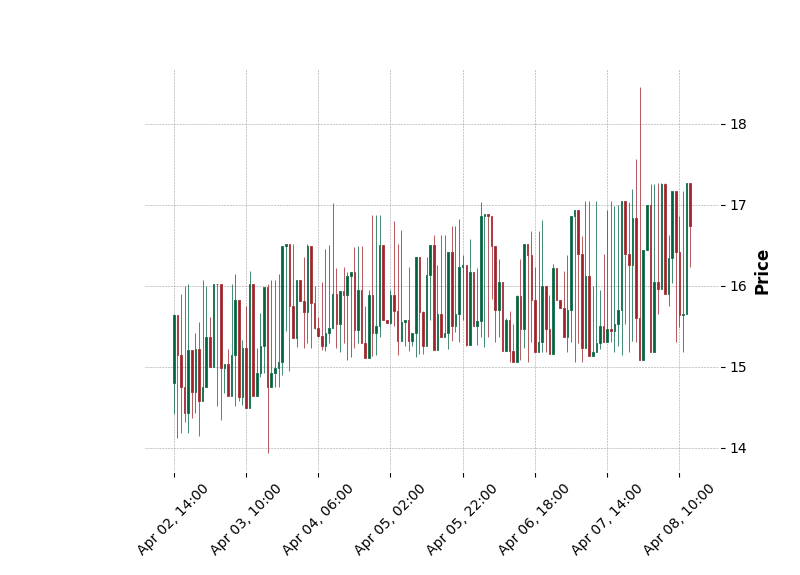 18
17
16
15
14
Price
Apr 02, 14:00
Apr 03, 10:00
Apr 04, 06:00
Apr 05, 02:00
Apr 05, 22:00
Apr 06, 18:00
Apr 07, 14:00
Apr 08, 10:00